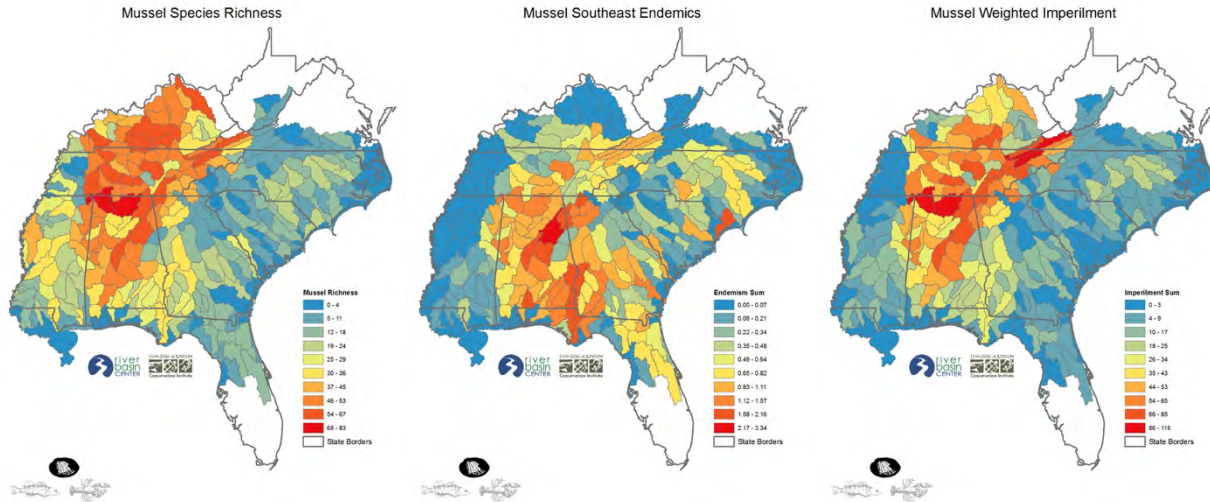 Mussel Species Richness
Mussel Richness
0 - 4
5 - 11
12 - 18
19 - 24
25 - 29
30 - 36
37 - 45
46 - 53
54 - 67
68 - 83
State Borders
river
basin
CENTER
Conservation Institute
Mussel Southeast Endemics
Endemism Sum
0.00 - 0.07
0.08 - 0.21
0.22 - 0.34
0.35 - 0.48
0.49 - 0.64
0.65 - 0.82
0.83 - 1.11
1.12 - 1.57
1.58 - 2.16
2.17 - 3.34
State Borders
river
basin
CENTER
Conservation Institute
Mussel Weighted Imperilment
Imperilment Sum
0 - 3
4 - 9
10 - 17
18 - 25
26 - 34
35 - 43
44 - 53
54 - 65
66 - 85
86 - 116
State Borders
river
basin
CENTER
Conservation Institute